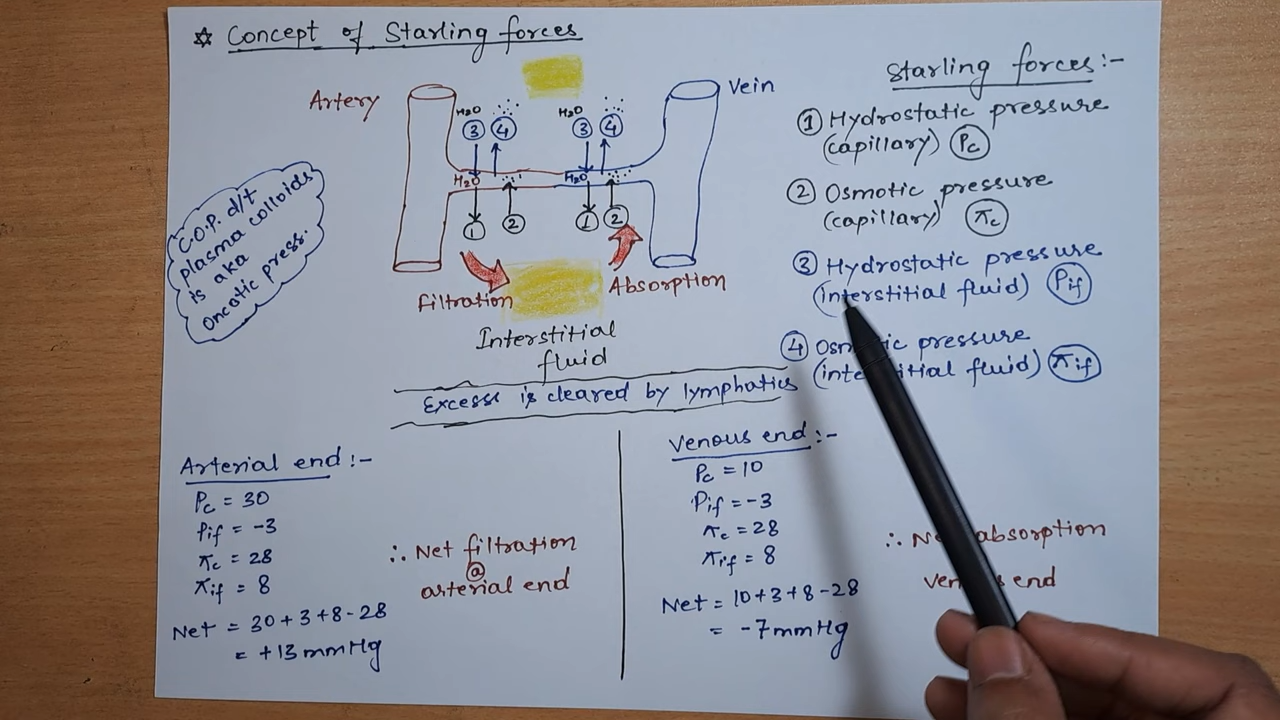 ☆ Concept of Starling forces
Artery
Vein
H₂O
③ ④
H₂O
③ ④
H₂O
H₂O
① ②
① ②
Filtration
Absorption
Interstitial
fluid
Excess is cleared by lymphatics
C.O.P. d/t
plasma colloids
is aka
oncotic press.
Starling forces:-
① Hydrostatic pressure
(capillary) Pc
② Osmotic pressure
(capillary) πc
③ Hydrostatic pressure
(interstitial fluid) Pif
④ pressure
fluid) πif
Arterial end:-
Pc = 30
Pif = -3
πc = 28
πif = 8
Net = 30+3+8-28
= +13 mmHg
∴ Net filtration
@
arterial end
Venous end:-
Pc = 10
Pif = -3
πc = 28
πif = 8
Net = 10+3+8-28
= -7 mmHg
∴ absorption
end